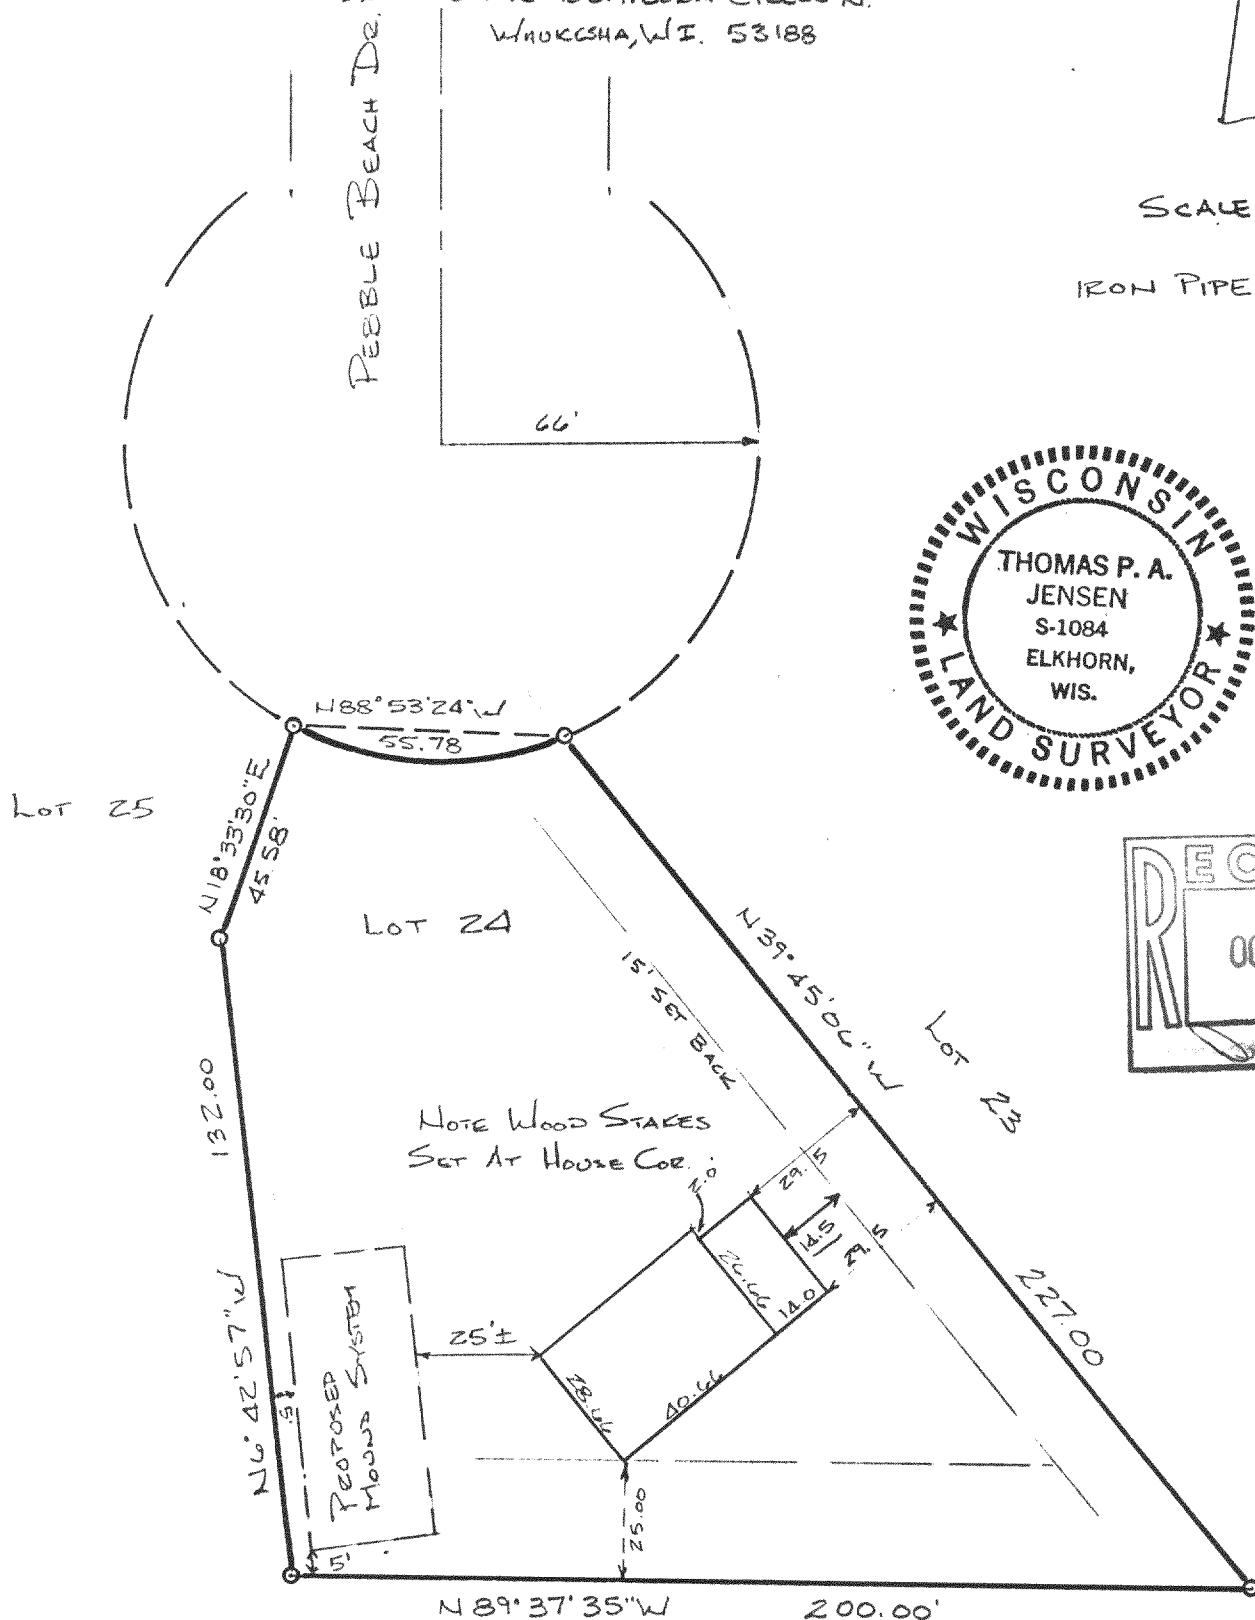 WAUKESHA, WI. 53188
PEBBLE BEACH DR.
SCALE
IRON PIPE
66'
WISCONSIN
THOMAS P. A.
JENSEN
S-1084
ELKHORN,
WIS.
LAND SURVEYOR
N88°53'24"W
55.78
LOT 25
N18°33'30"E
45.58'
LOT 24
15' SET BACK
N39°45'06"W
LOT 23
132.00
NOTE WOOD STAKES
SET AT HOUSE COR.
2.0
29.5
14.5
29.5
26.66
14.0
227.00
25'±
28.66
40.66
N6°42'57"W
5'
PROPOSED
MOUND SYSTEM
25.00
5'
N89°37'35"W 200.00'